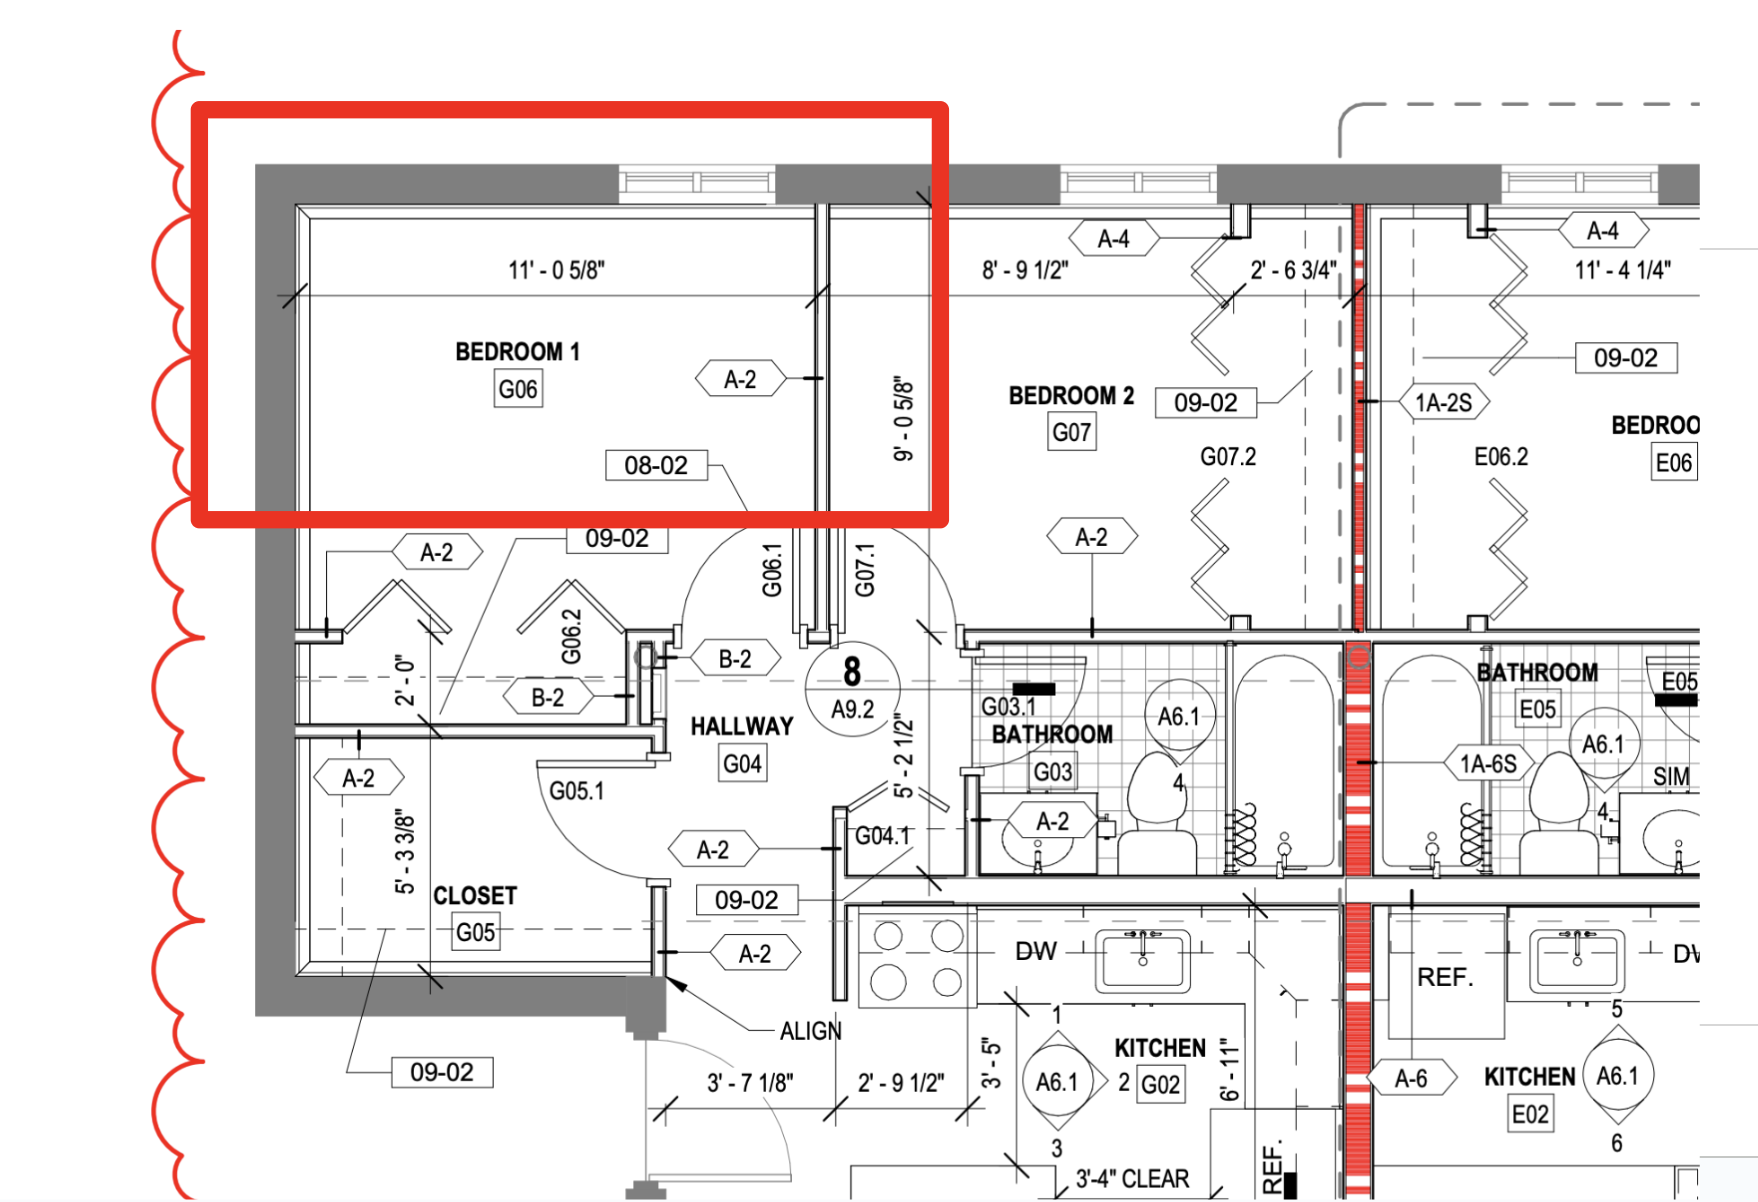 A-4
A-4
11' - 0 5/8"
8' - 9 1/2"
2' - 6 3/4"
11' - 4 1/4"
BEDROOM 1
G06
A-2
09-02
BEDROOM 2
G07
09-02
1A-2S
9' - 0 5/8"
BEDROO
E06
G07.2
E06.2
08-02
A-2
09-02
A-2
G06.1
G07.1
G06.2
B-2
8
A9.2
2' - 0"
B-2
G03.1
BATHROOM
G03
A6.1
4
BATHROOM
E05
E05
A6.1
4
SIM
HALLWAY
G04
A-2
G05.1
5' - 2 1/2"
1A-6S
A-2
G04.1
A-2
5' - 3 3/8"
CLOSET
G05
09-02
A-2
DW
REF.
DW
ALIGN
09-02
3' - 7 1/8"
2' - 9 1/2"
3' - 5"
1
A6.1
2
3
KITCHEN
G02
6' - 11"
A-6
KITCHEN
E02
5
A6.1
6
3'-4" CLEAR
REF.